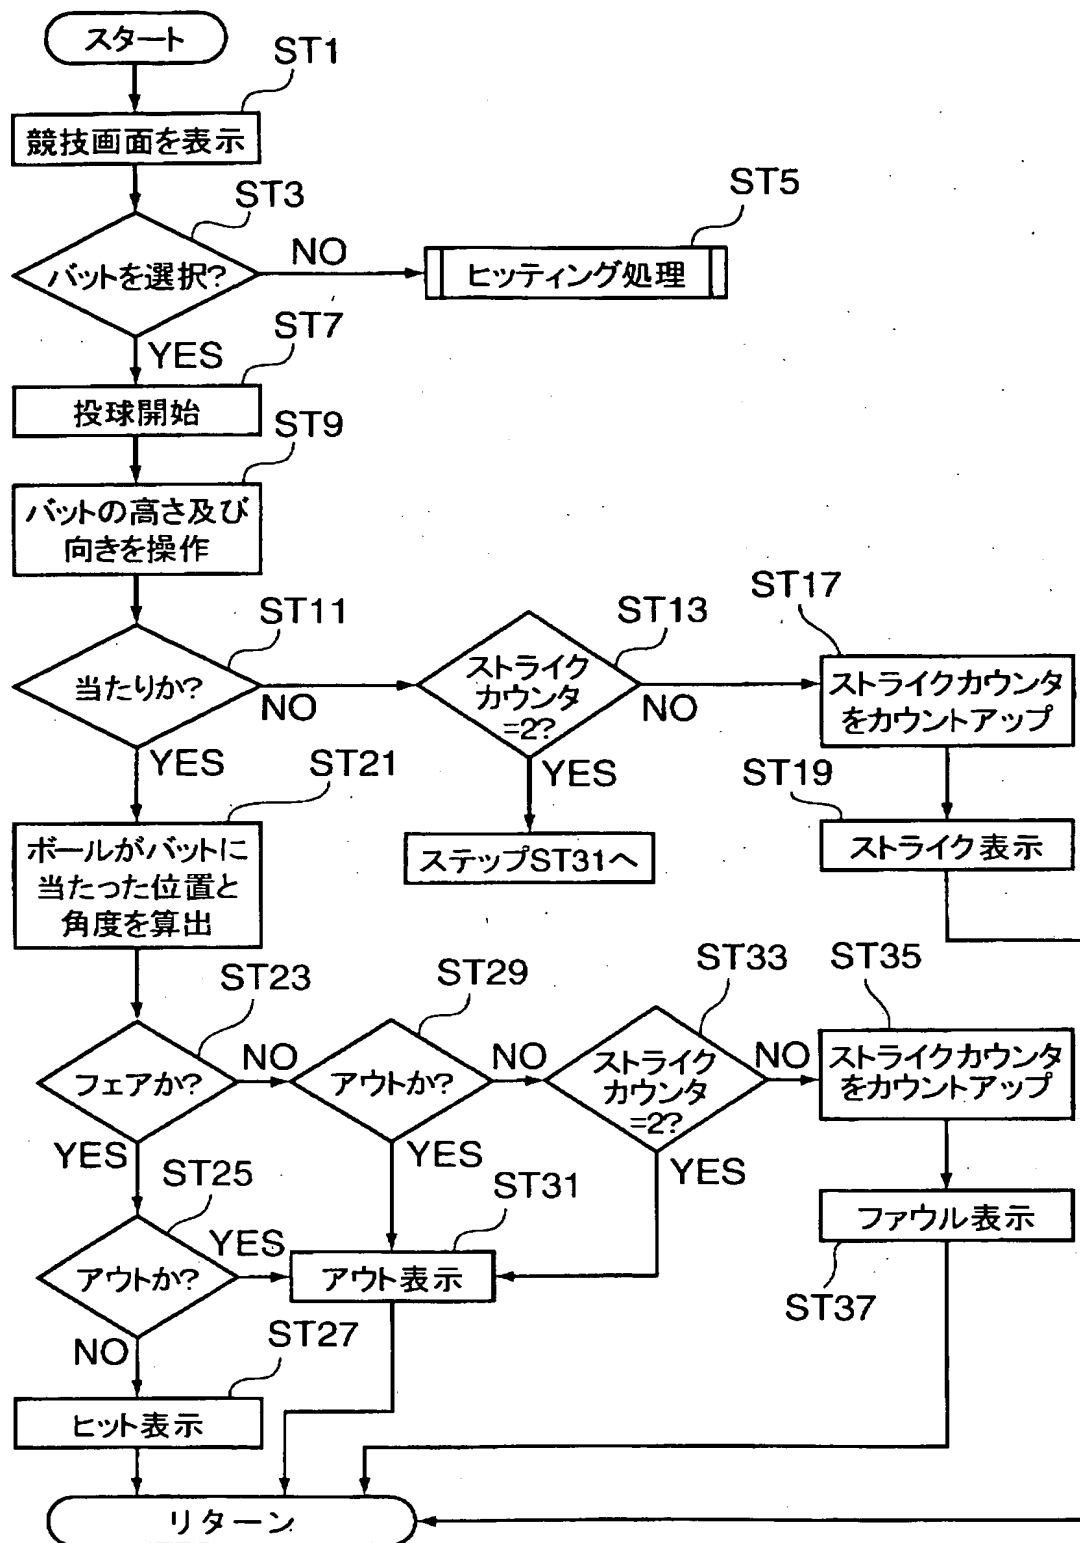 スタート
ST1
競技画面を表示
ST3
バットを選択?
NO
ST5
ヒッティング処理
YES
ST7
投球開始
ST9
バットの高さ及び
向きを操作
ST11
当たりか?
NO
ST13
ストライク
カウンタ
=2?
NO
ST17
ストライクカウンタ
をカウントアップ
YES
ステップST31へ
ST19
ストライク表示
YES
ST21
ボールがバットに
当たった位置と
角度を算出
ST23
フェアか?
NO
ST29
アウトか?
NO
ST33
ストライク
カウンタ
=2?
NO
ST35
ストライクカウンタ
をカウントアップ
YES
ST25
アウトか?
YES
YES
ST31
アウト表示
YES
ファウル表示
ST37
NO
ST27
ヒット表示
リターン